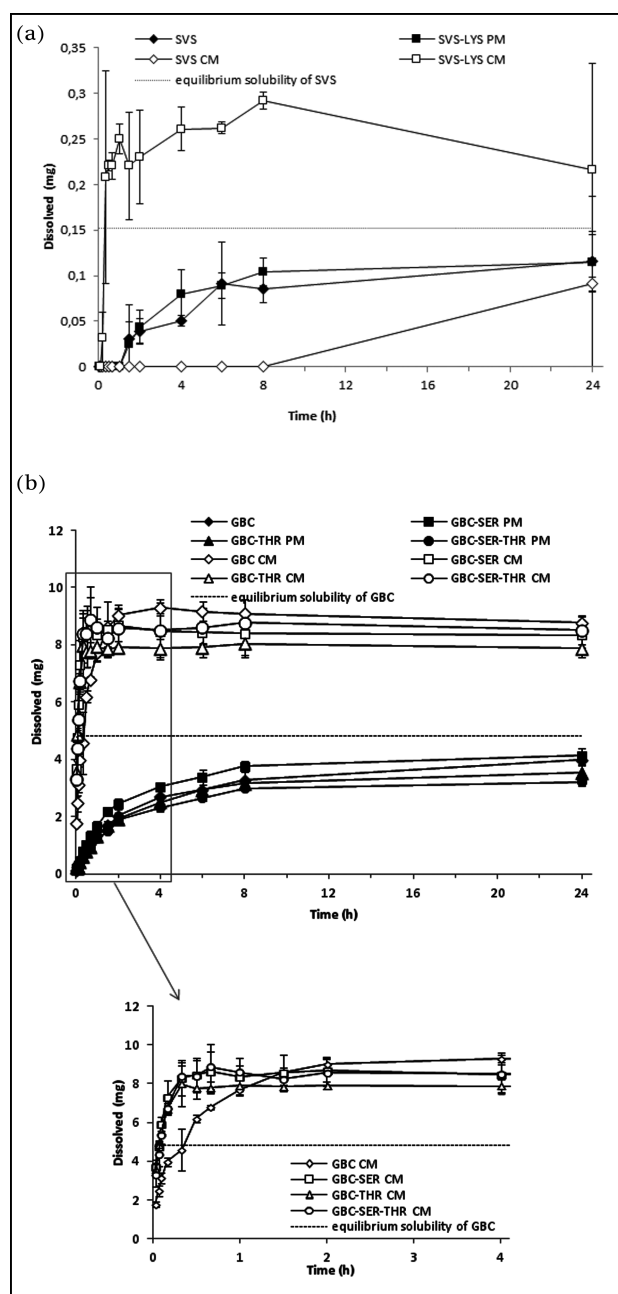 (a)
SVS
SVS-LYS PM
SVS CM
SVS-LYS CM
equilibrium solubility of SVS
0,35
0,3
0,25
0,2
0,15
0,1
0,05
0
Dissolved (mg)
0 4 8 12 16 20 24
Time (h)
(b)
GBC
GBC-SER PM
GBC-THR PM
GBC-SER-THR PM
GBC CM
GBC-SER CM
GBC-THR CM
GBC-SER-THR CM
equilibrium solubility of GBC
12
10
8
6
4
2
0
Dissolved (mg)
0 4 8 12 16 20 24
Time (h)
12
10
8
6
4
2
0
Dissolved (mg)
GBC CM
GBC-SER CM
GBC-THR CM
GBC-SER-THR CM
equilibrium solubility of GBC
0 1 2 3 4
Time (h)